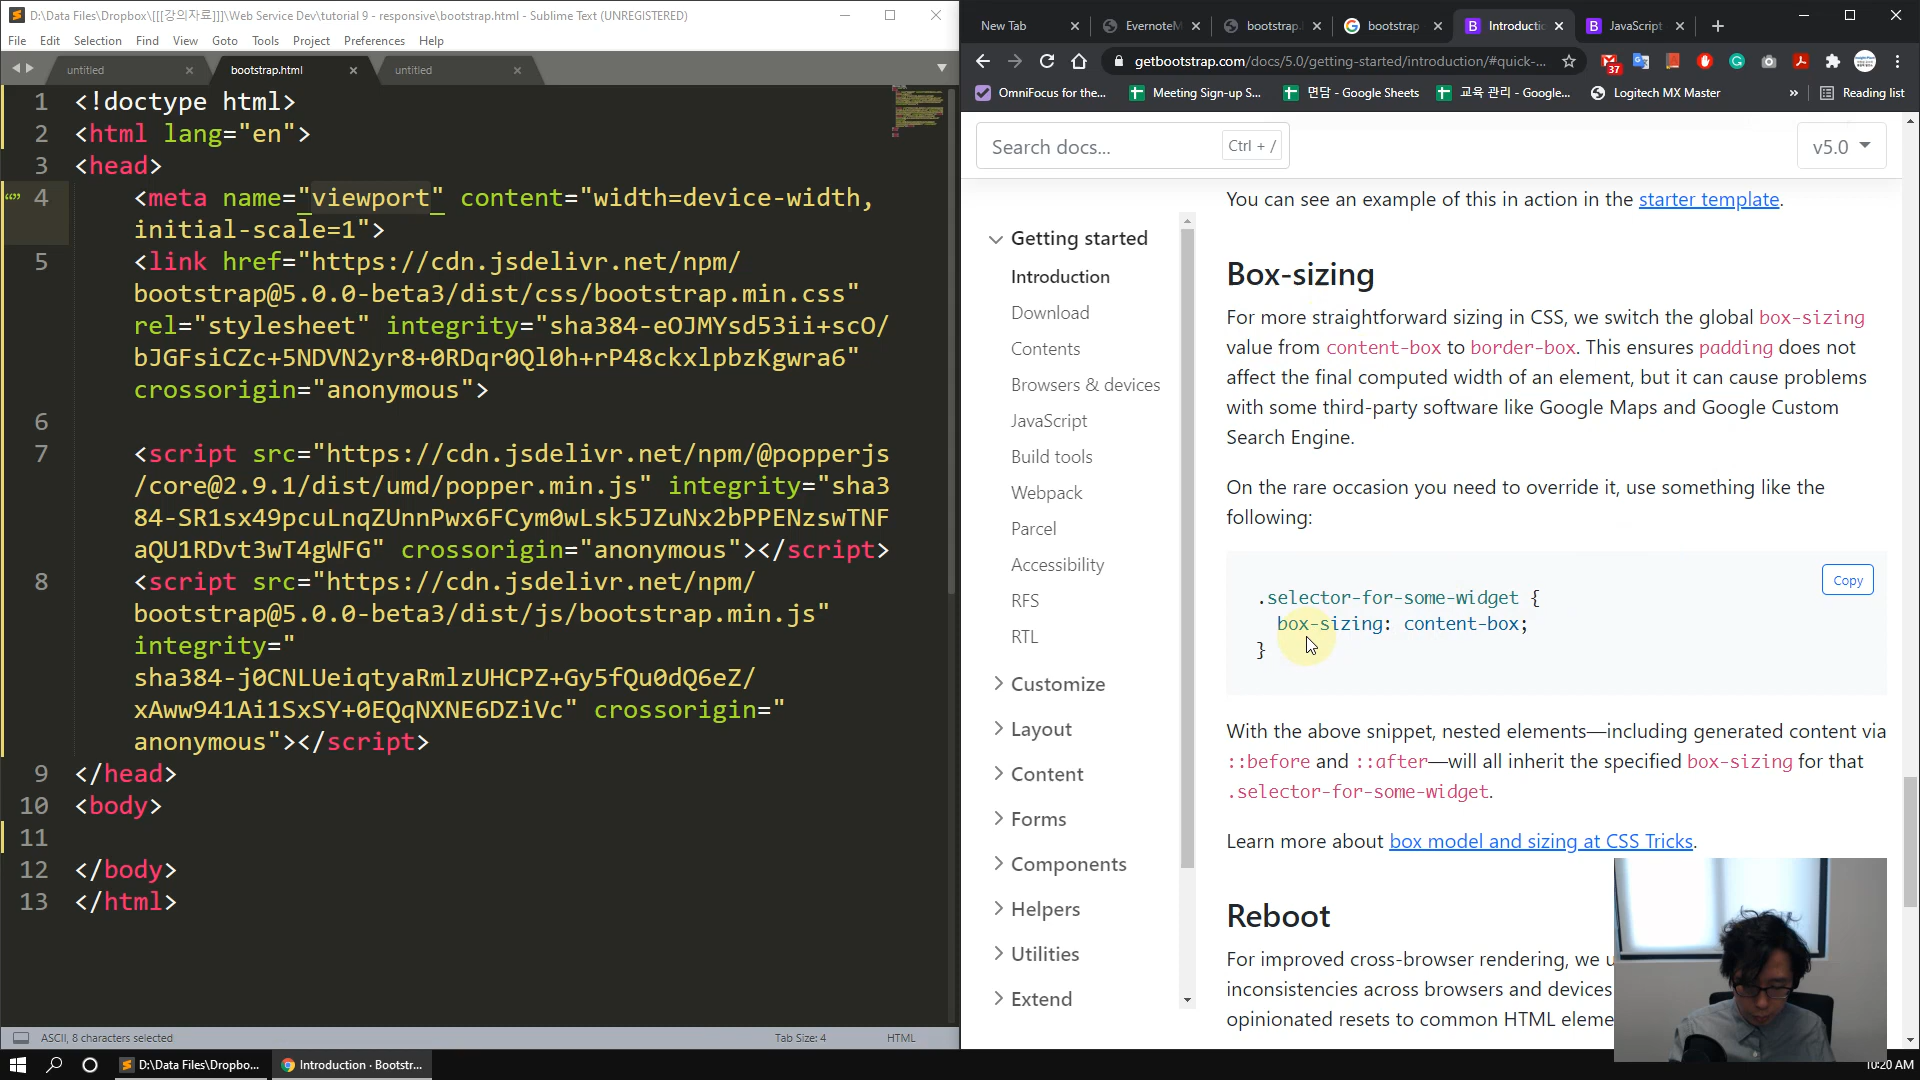 D:\Data Files\Dropbox\[[[강의자료]]]\Web Service Dev\tutorial 9 - responsive\bootstrap.html - Sublime Text (UNREGISTERED)
File Edit Selection Find View Goto Tools Project Preferences Help
untitled
bootstrap.html
untitled
1 <!doctype html>
2 <html lang="en">
3 <head>
4 <meta name="viewport" content="width=device-width,
initial-scale=1">
5 <link href="https://cdn.jsdelivr.net/npm/
bootstrap@5.0.0-beta3/dist/css/bootstrap.min.css"
rel="stylesheet" integrity="sha384-eOJMYsd53ii+scO/
bJGFsiCZc+5NDVN2yr8+0RDqr0Ql0h+rP48ckxlpbzKgwra6"
crossorigin="anonymous">
6
7 <script src="https://cdn.jsdelivr.net/npm/@popperjs
/core@2.9.1/dist/umd/popper.min.js" integrity="sha3
84-SR1sx49pcuLnqZUnnPwx6FCym0wLsk5JZuNx2bPPENzswTNF
aQU1RDvt3wT4gWFG" crossorigin="anonymous"></script>
8 <script src="https://cdn.jsdelivr.net/npm/
bootstrap@5.0.0-beta3/dist/js/bootstrap.min.js"
integrity="
sha384-j0CNLUeiqtyaRmlzUHCPZ+Gy5fQu0dQ6eZ/
xAww941Ai1SxSY+0EQqNXNE6DZiVc" crossorigin="
anonymous"></script>
9 </head>
10 <body>
11
12 </body>
13 </html>
ASCII, 8 characters selected
Tab Size: 4
HTML
New Tab
EvernoteM
bootstrap.
bootstrap
Introductio
JavaScript
getbootstrap.com/docs/5.0/getting-started/introduction/#quick-...
37
OmniFocus for the...
Meeting Sign-up S...
면담 - Google Sheets
교육 관리 - Google...
Logitech MX Master
»
Reading list
Search docs...
Ctrl + /
v5.0
Getting started
Introduction
Download
Contents
Browsers & devices
JavaScript
Build tools
Webpack
Parcel
Accessibility
RFS
RTL
Customize
Layout
Content
Forms
Components
Helpers
Utilities
Extend
You can see an example of this in action in the starter template.
Box-sizing
For more straightforward sizing in CSS, we switch the global box-sizing
value from content-box to border-box. This ensures padding does not
affect the final computed width of an element, but it can cause problems
with some third-party software like Google Maps and Google Custom
Search Engine.
On the rare occasion you need to override it, use something like the
following:
Copy
.selector-for-some-widget {
box-sizing: content-box;
}
With the above snippet, nested elements—including generated content via
::before and ::after—will all inherit the specified box-sizing for that
.selector-for-some-widget.
Learn more about box model and sizing at CSS Tricks.
Reboot
For improved cross-browser rendering, we u
inconsistencies across browsers and devices
opinionated resets to common HTML eleme
D:\Data Files\Dropbo...
Introduction · Bootstr...
10:20 AM